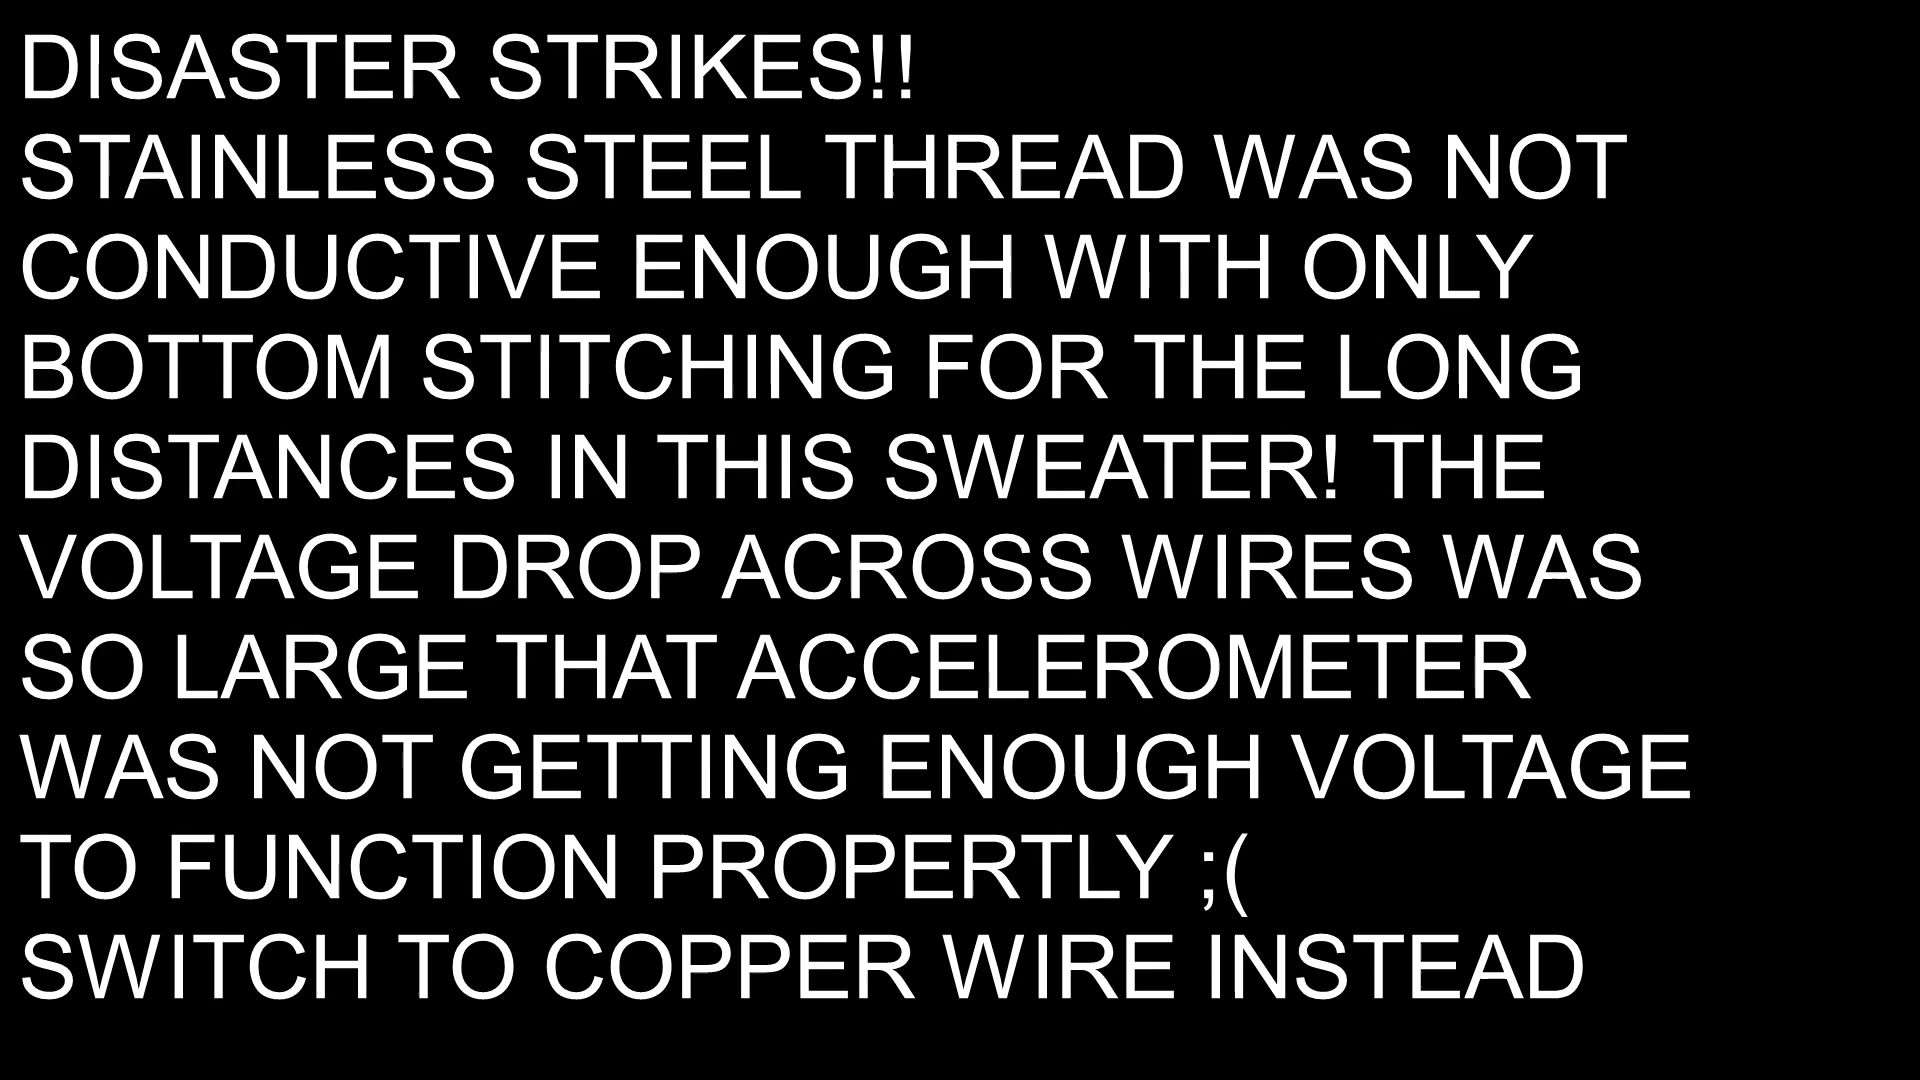 DISASTER STRIKES!!
STAINLESS STEEL THREAD WAS NOT
CONDUCTIVE ENOUGH WITH ONLY
BOTTOM STITCHING FOR THE LONG
DISTANCES IN THIS SWEATER! THE
VOLTAGE DROP ACROSS WIRES WAS
SO LARGE THAT ACCELEROMETER
WAS NOT GETTING ENOUGH VOLTAGE
TO FUNCTION PROPERTLY ;(
SWITCH TO COPPER WIRE INSTEAD